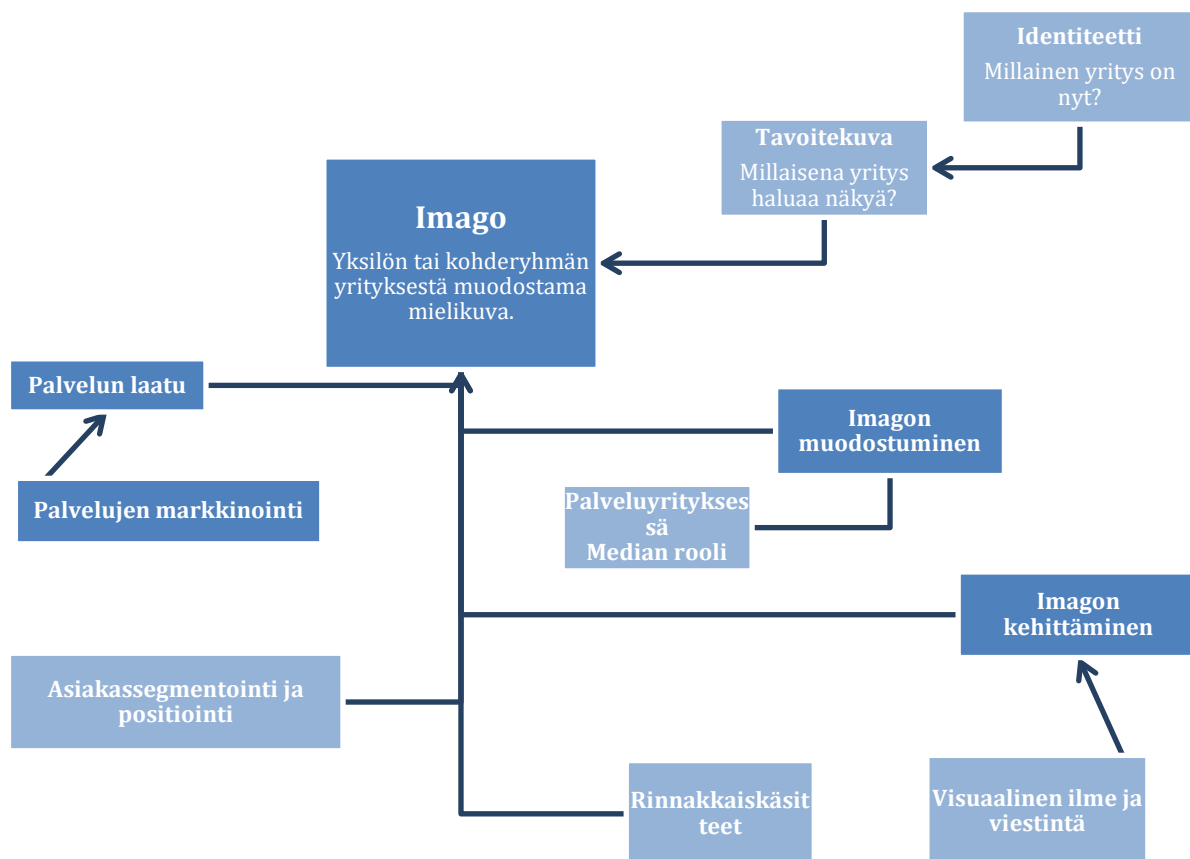 Identiteetti
Millainen yritys on
nyt?
Tavoitekuva
Millaisena yritys
haluaa näkyä?
Imago
Yksilön tai kohderyhmän
yrityksestä muodostama
mielikuva.
Palvelun laatu
Imagon
muodostuminen
Palvelujen markkinointi
Palveluyritykses
sä
Median rooli
Imagon
kehittäminen
Asiakassegmentointi ja
positiointi
Rinnakkaiskäsit
teet
Visuaalinen ilme ja
viestintä